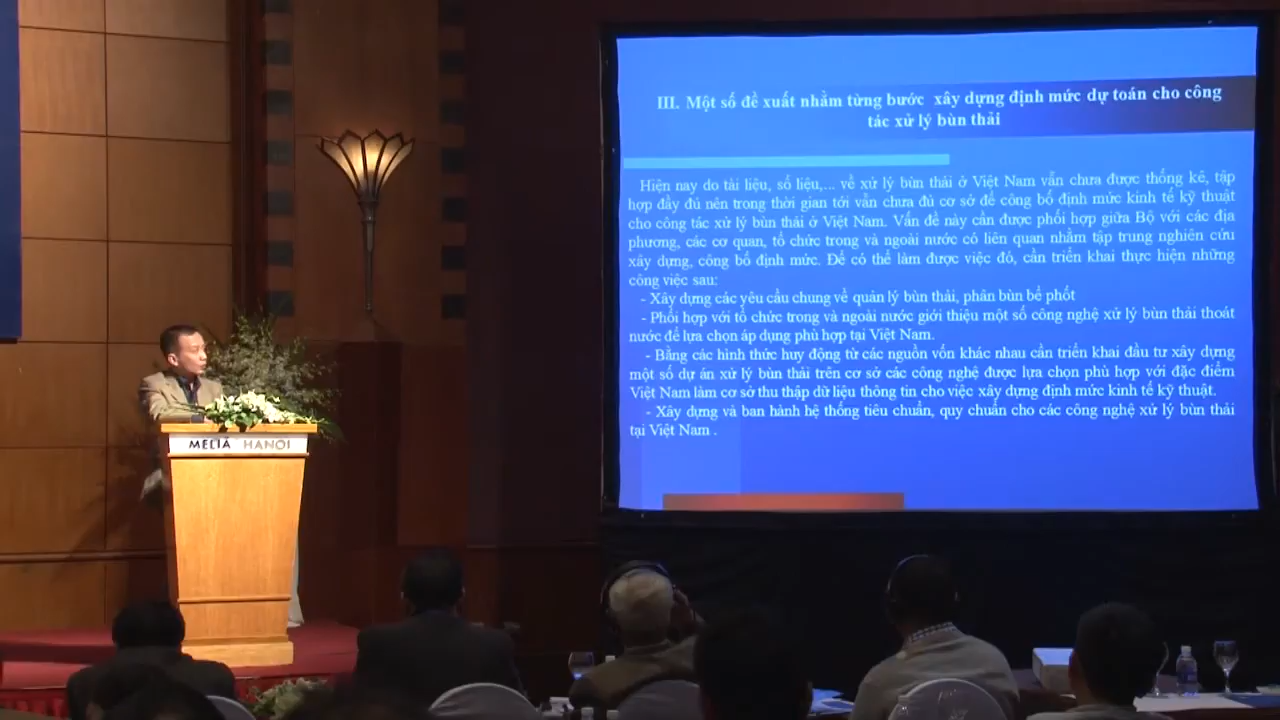 III. Một số đề xuất nhằm từng bước xây dựng định mức dự toán cho công
tác xử lý bùn thải
Hiện nay do tài liệu, số liệu,... về xử lý bùn thải ở Việt Nam vẫn chưa được thống kê, tập
hợp đầy đủ nên trong thời gian tới vẫn chưa đủ cơ sở để công bố định mức kinh tế kỹ thuật
cho công tác xử lý bùn thải ở Việt Nam. Vấn đề này cần được phối hợp giữa Bộ với các địa
phương, các cơ quan, tổ chức trong và ngoài nước có liên quan nhằm tập trung nghiên cứu
xây dựng, công bố định mức. Để có thể làm được việc đó, cần triển khai thực hiện những
công việc sau:
- Xây dựng các yêu cầu chung về quản lý bùn thải, phân bùn bể phốt
- Phối hợp với tổ chức trong và ngoài nước giới thiệu một số công nghệ xử lý bùn thải thoát
nước để lựa chọn áp dụng phù hợp tại Việt Nam.
- Bằng các hình thức huy động từ các nguồn vốn khác nhau cần triển khai đầu tư xây dựng
một số dự án xử lý bùn thải trên cơ sở các công nghệ được lựa chọn phù hợp với đặc điểm
Việt Nam làm cơ sở thu thập dữ liệu thông tin cho việc xây dựng định mức kinh tế kỹ thuật.
- Xây dựng và ban hành hệ thống tiêu chuẩn, quy chuẩn cho các công nghệ xử lý bùn thải
tại Việt Nam .
MELIÃ HANOI